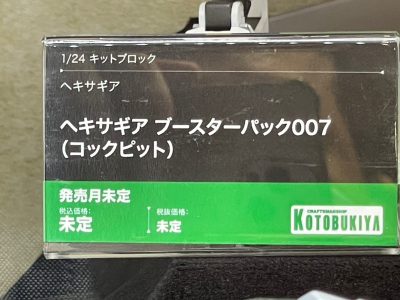 1/24 キットブロック
ヘキサギア
ヘキサギア ブースターパック007
(コックピット)
発売月未定
税込価格:
未定
税抜価格:
未定
CRAFTSMANSHIP
KOTOBUKIYA